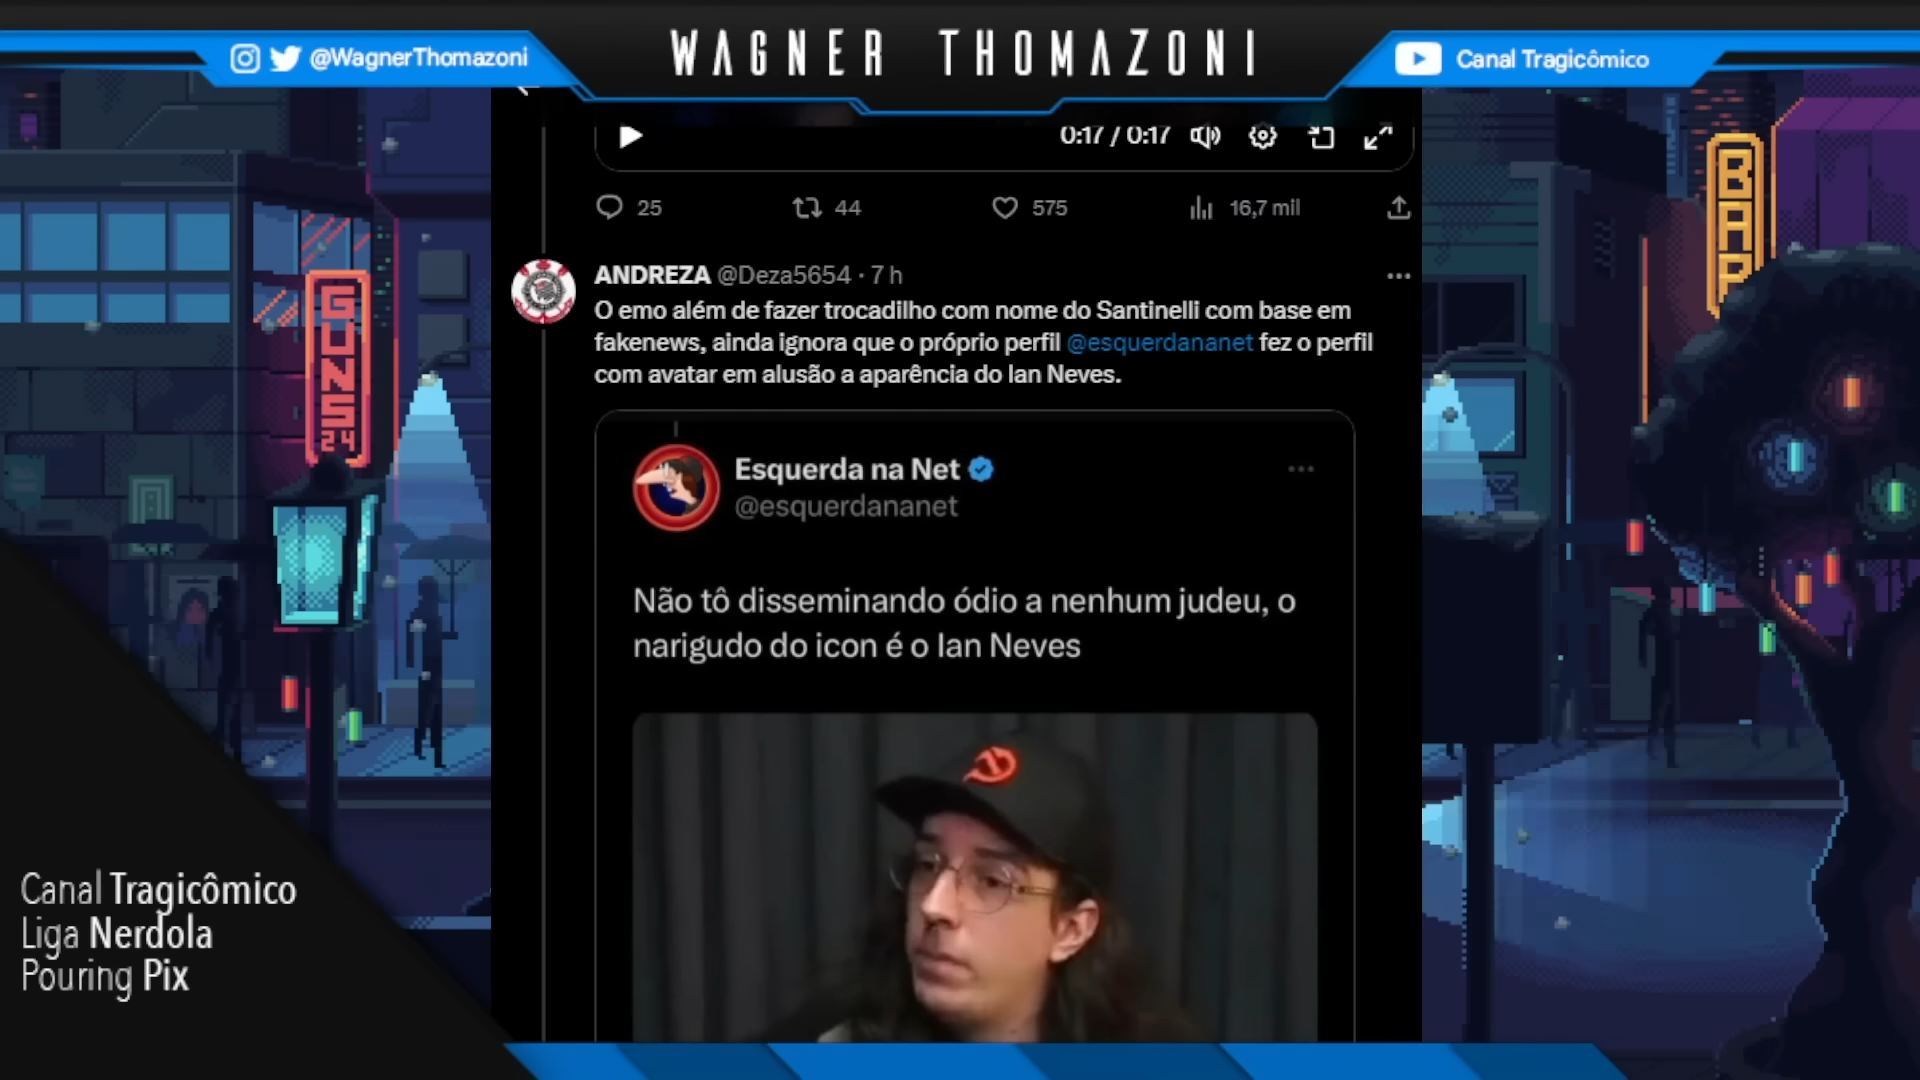 WAGNER THOMAZONI
@WagnerThomazoni
Canal Tragicômico
0:17 / 0:17
25
44
575
16,7 mil
ANDREZA @Deza5654 · 7 h
O emo além de fazer trocadilho com nome do Santinelli com base em
fakenews, ainda ignora que o próprio perfil @esquerdananet fez o perfil
com avatar em alusão a aparência do Ian Neves.
Esquerda na Net
@esquerdananet
Não tô disseminando ódio a nenhum judeu, o
narigudo do icon é o Ian Neves
GUNS
24
BAR
Canal Tragicômico
Liga Nerdola
Pouring Pix